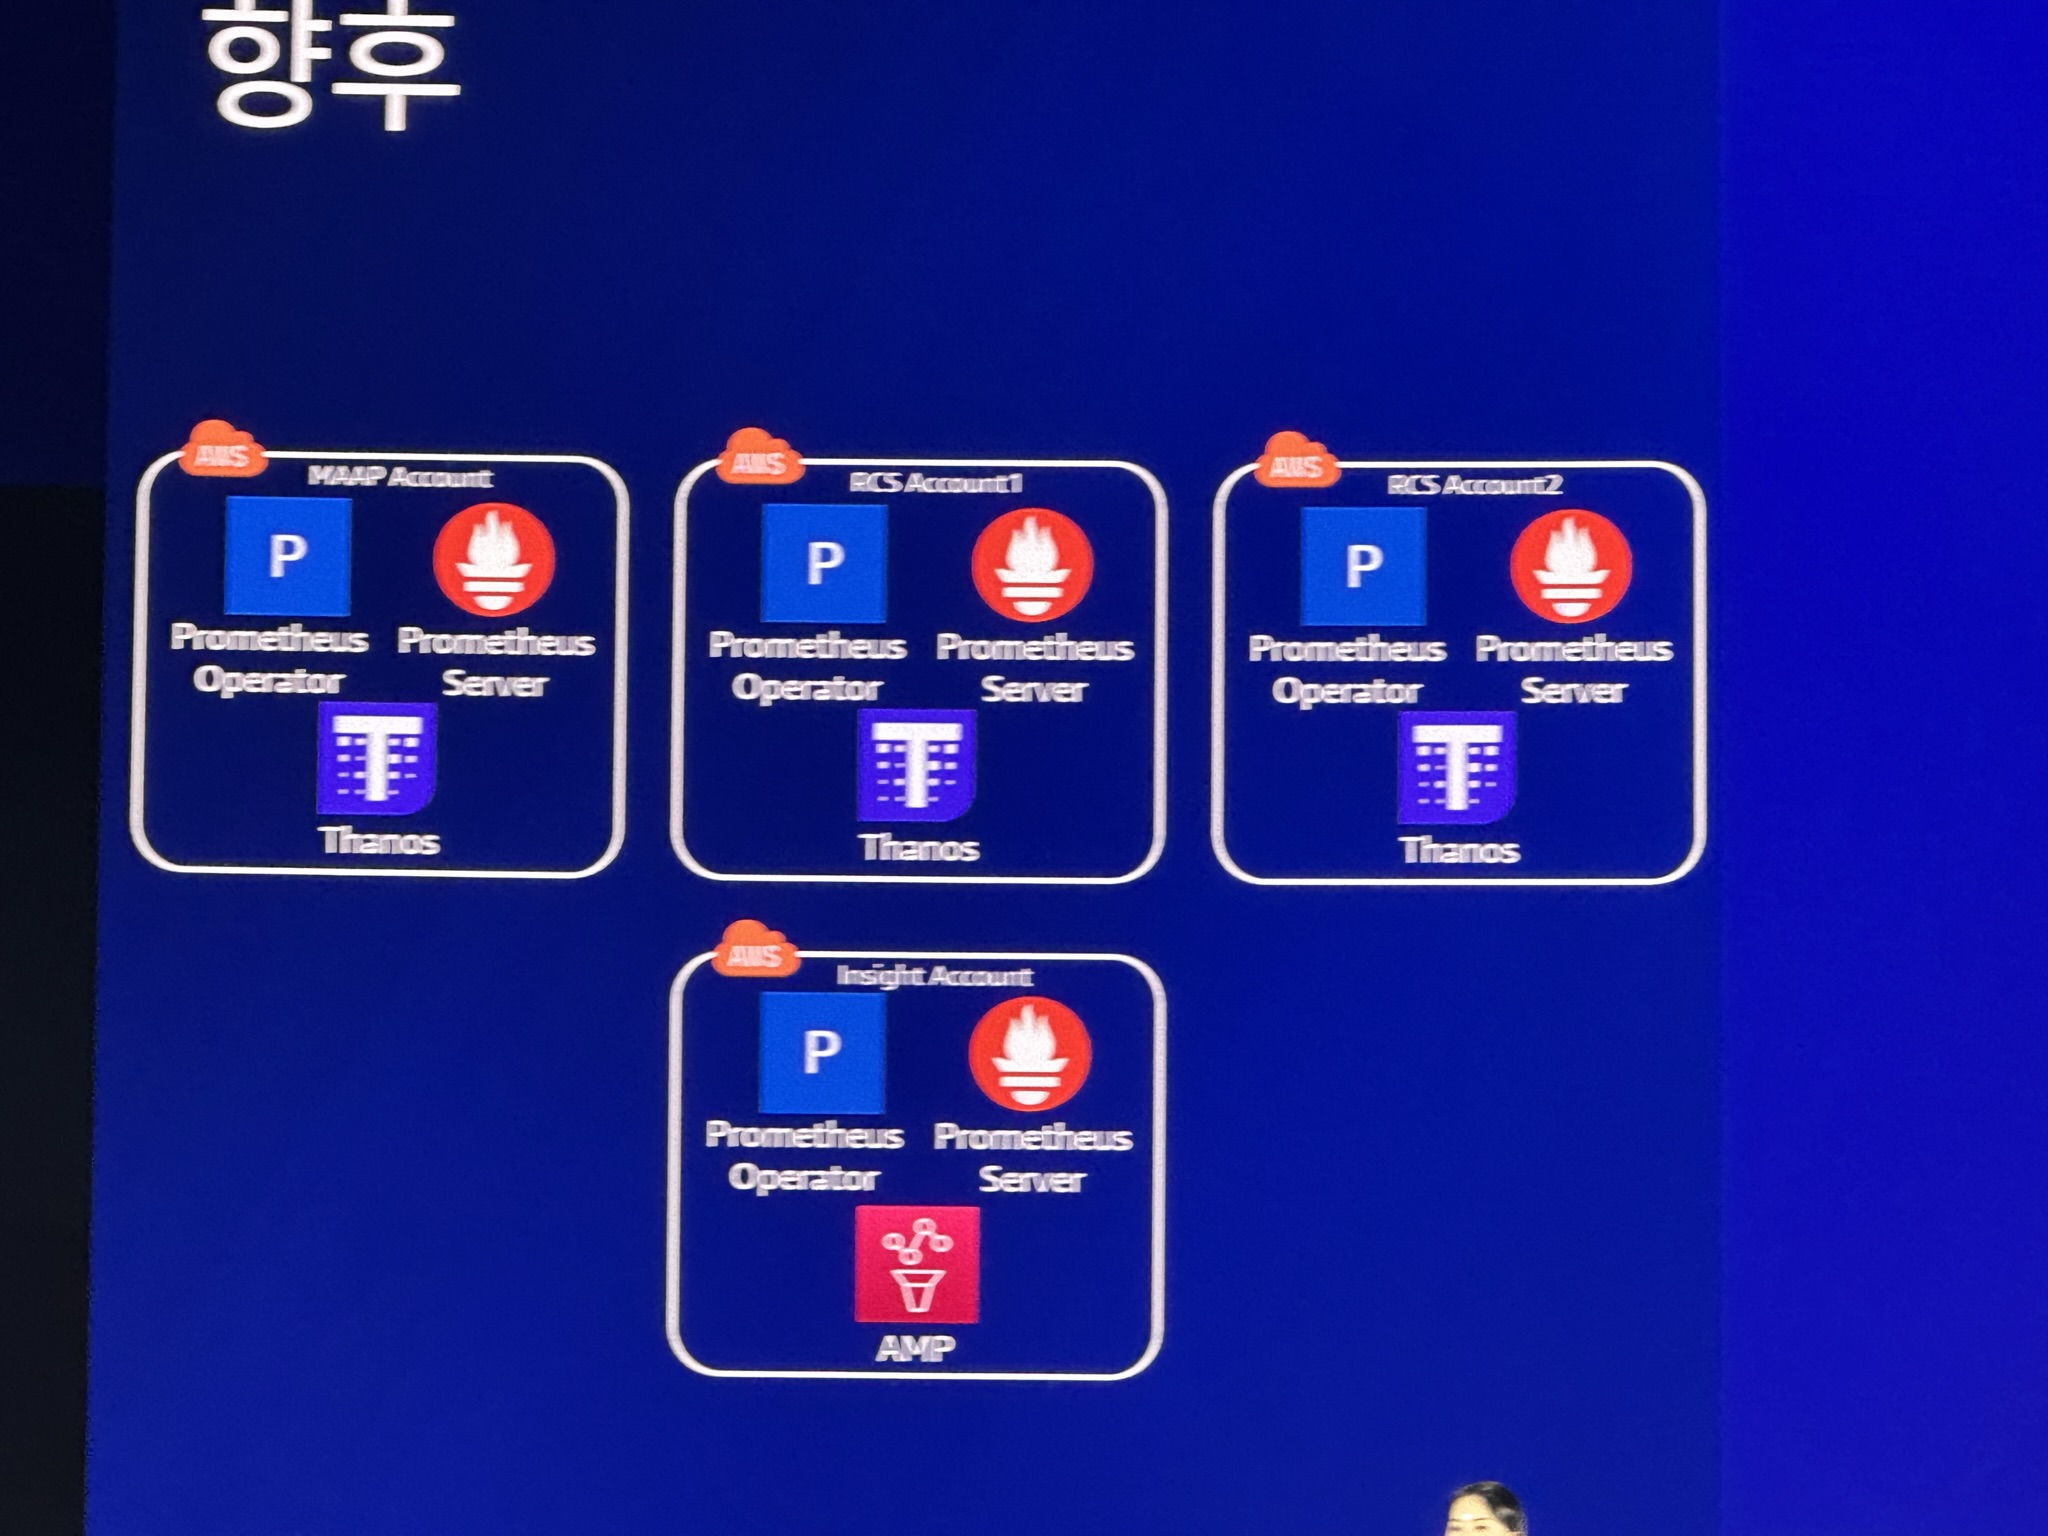 향후
AWS
MAAP Account
P
Prometheus
Operator
Prometheus
Server
T
Thanos
AWS
RCS Account1
P
Prometheus
Operator
Prometheus
Server
T
Thanos
AWS
RCS Account2
P
Prometheus
Operator
Prometheus
Server
T
Thanos
AWS
Insight Account
P
Prometheus
Operator
Prometheus
Server
AMP